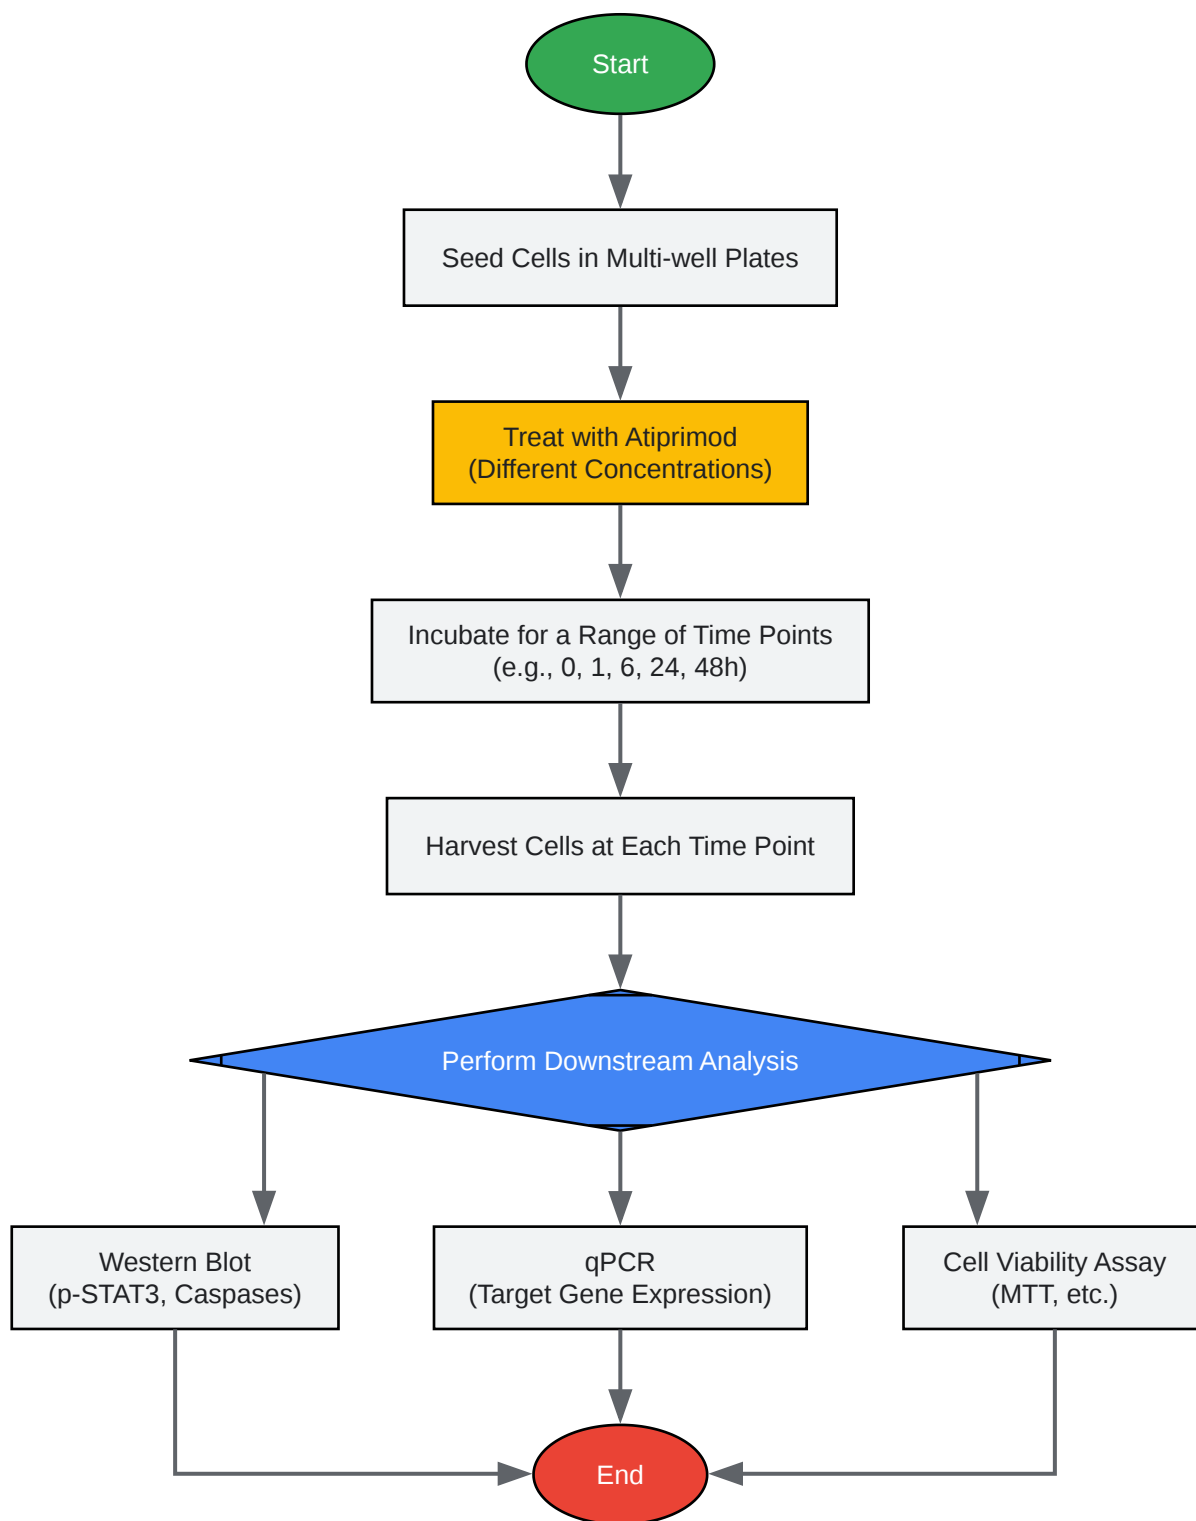 Start
Seed Cells in Multi-well Plates
Treat with Atiprimod
(Different Concentrations)
Incubate for a Range of Time Points
(e.g., 0, 1, 6, 24, 48h)
Harvest Cells at Each Time Point
Perform Downstream Analysis
Western Blot
(p-STAT3, Caspases)
qPCR
(Target Gene Expression)
Cell Viability Assay
(MTT, etc.)
End